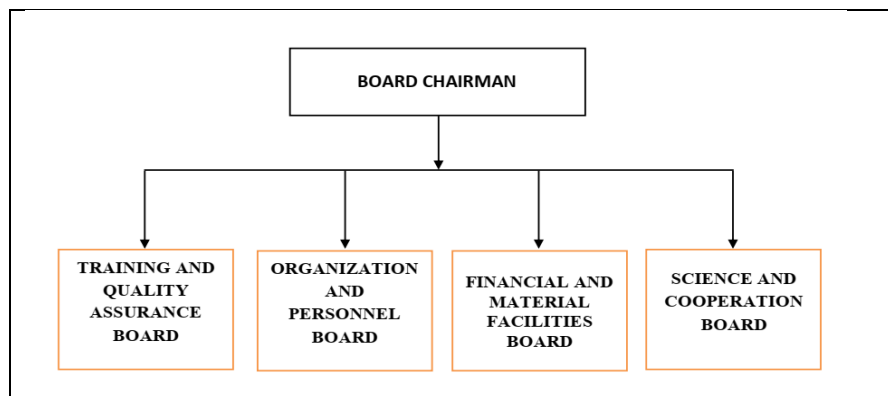 BOARD CHAIRMAN
TRAINING AND
QUALITY
ASSURANCE
BOARD
ORGANIZATION
AND
PERSONNEL
BOARD
FINANCIAL AND
MATERIAL
FACILITIES
BOARD
SCIENCE AND
COOPERATION
BOARD